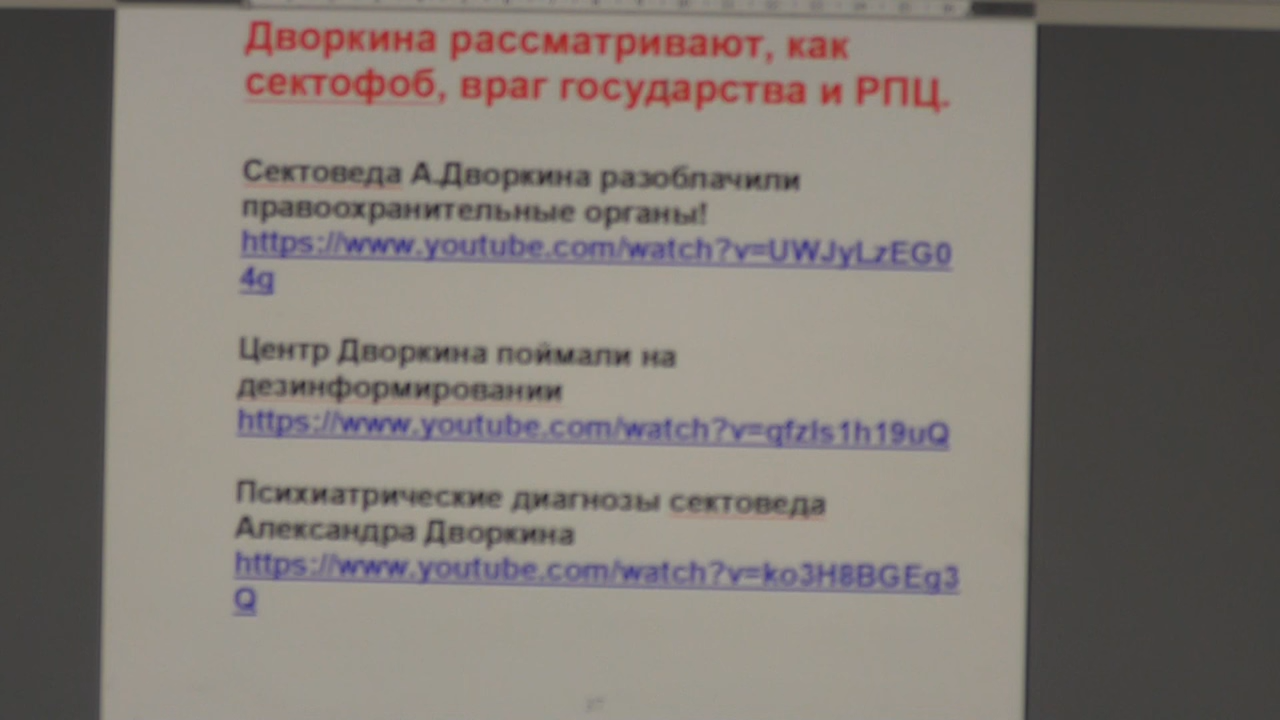 Дворкина рассматривают, как
сектофоб, враг государства и РПЦ.
Сектоведа А.Дворкина разоблачили
правоохранительные органы!
https://www.youtube.com/watch?v=UWJyLzEG0
4g
Центр Дворкина поймали на
дезинформировании
https://www.youtube.com/watch?v=qfzIs1h19uQ
Психиатрические диагнозы сектоведа
Александра Дворкина
https://www.youtube.com/watch?v=ko3H8BGEg3
Q